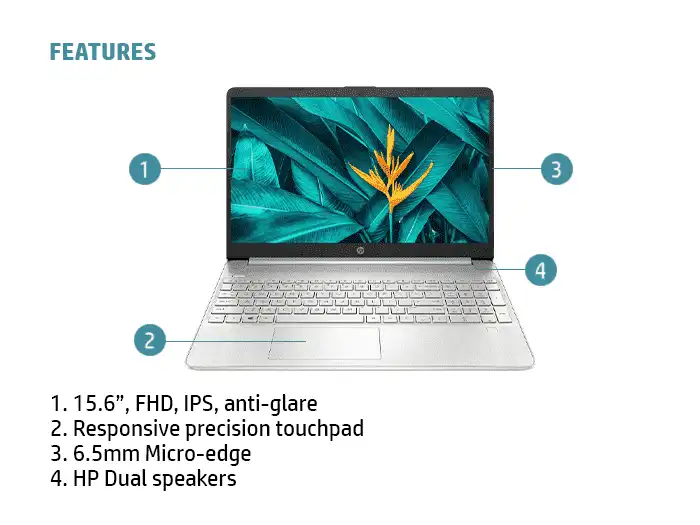 FEATURES
1
3
hp
4
2
1. 15.6”, FHD, IPS, anti-glare
2. Responsive precision touchpad
3. 6.5mm Micro-edge
4. HP Dual speakers